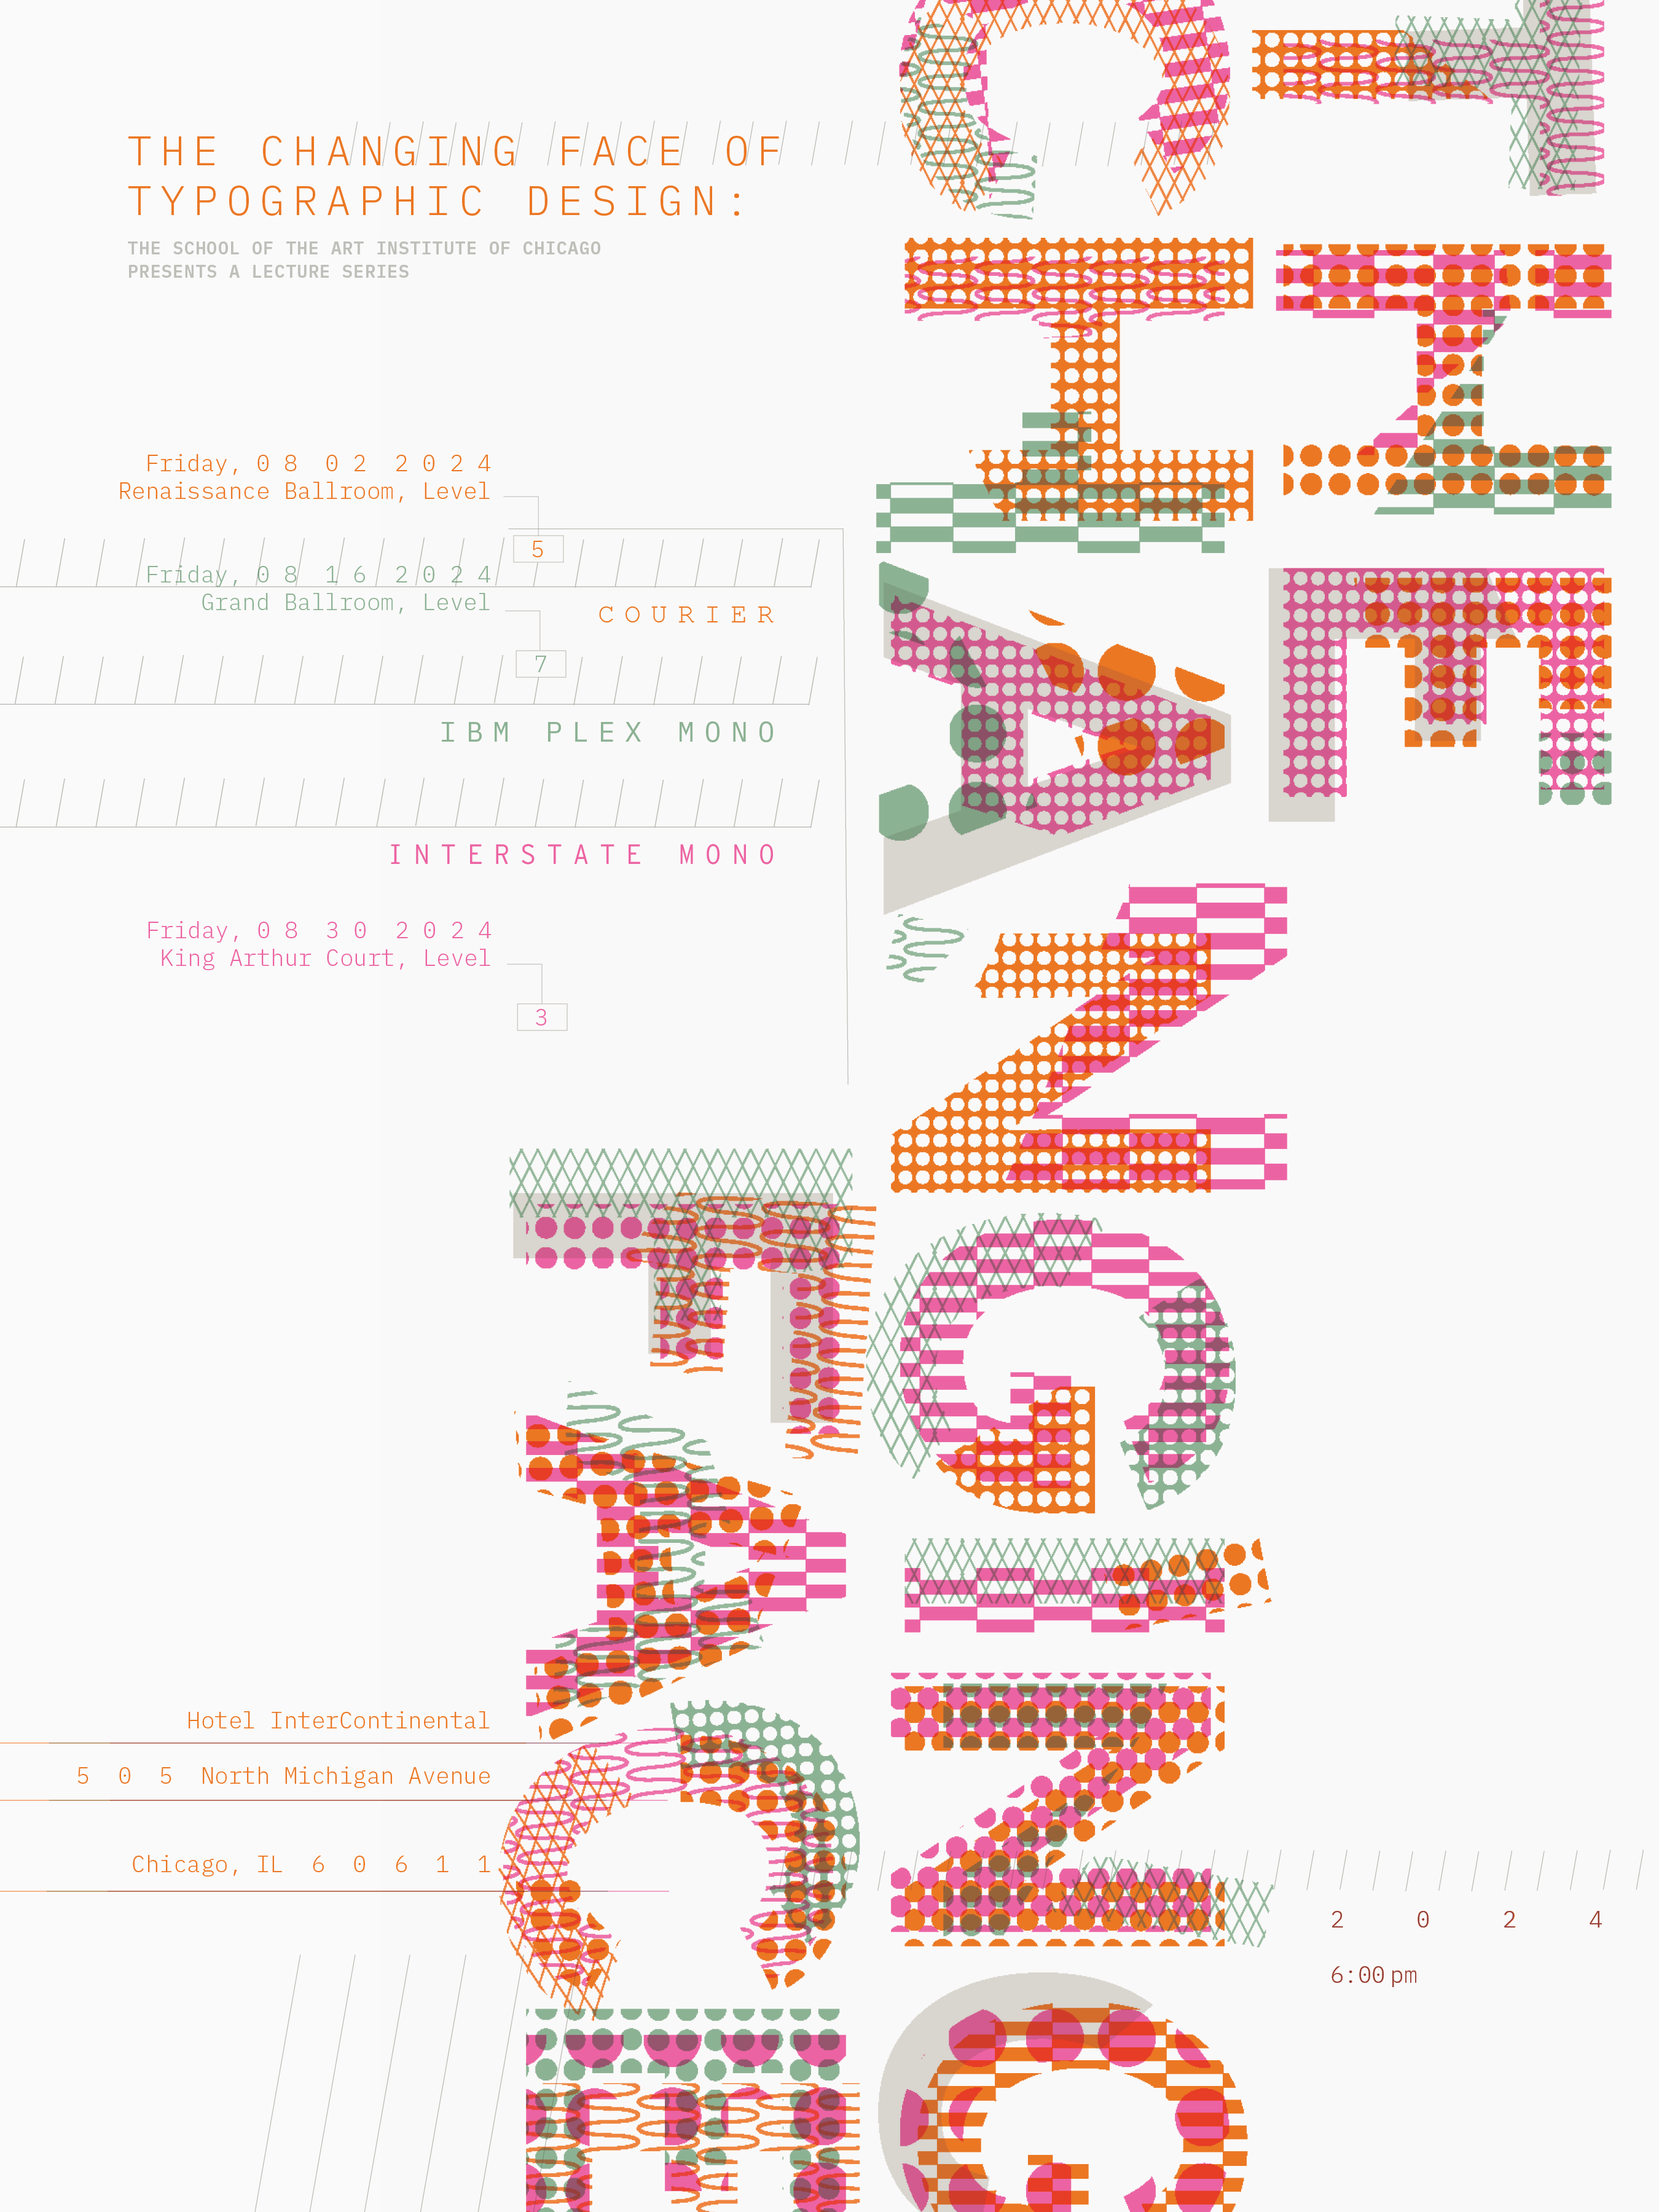 THE CHANGING FACE OF
TYPOGRAPHIC DESIGN:
THE SCHOOL OF THE ART INSTITUTE OF CHICAGO
PRESENTS A LECTURE SERIES
Friday, 08 02 2024
Renaissance Ballroom, Level
5
Friday, 08 16 2024
Grand Ballroom, Level
7
COURIER
IBM PLEX MONO
INTERSTATE MONO
Friday, 08 30 2024
King Arthur Court, Level
3
THE
CHANGING
FACE
Hotel InterContinental
5 0 5 North Michigan Avenue
Chicago, IL 6 0 6 1 1
2 0 2 4
6:00 pm